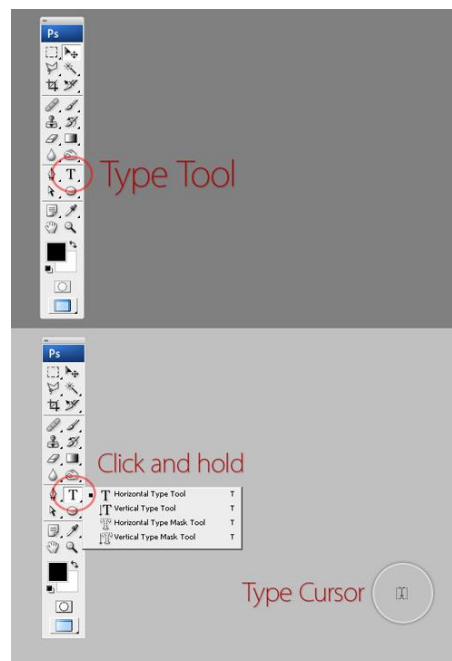 Ps
T
Type Tool
Ps
Click and hold
T
T Horizontal Type Tool T
T Vertical Type Tool T
T Horizontal Type Mask Tool T
T Vertical Type Mask Tool T
Type Cursor